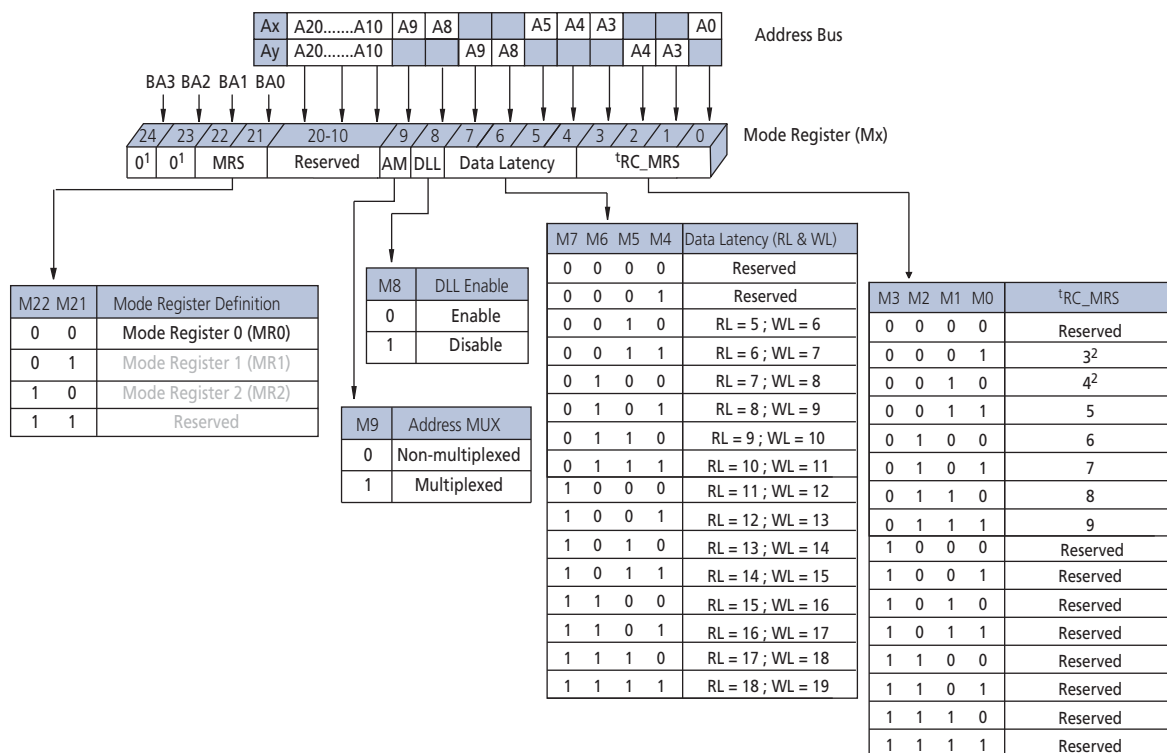 Ax A20.......A10 A9 A8 A5 A4 A3 A0
Address Bus
Ay A20.......A10 A9 A8 A4 A3
BA3 BA2 BA1 BA0
24 23 22 21 20-10 9 8 7 6 5 4 3 2 1 0
Mode Register (Mx)
0¹ 0¹ MRS Reserved AM DLL Data Latency ᵗRC_MRS
M22 M21 Mode Register Definition
0 0 Mode Register 0 (MR0)
0 1 Mode Register 1 (MR1)
1 0 Mode Register 2 (MR2)
1 1 Reserved
M8 DLL Enable
0 Enable
1 Disable
M9 Address MUX
0 Non-multiplexed
1 Multiplexed
M7 M6 M5 M4 Data Latency (RL & WL)
0 0 0 0 Reserved
0 0 0 1 Reserved
0 0 1 0 RL = 5 ; WL = 6
0 0 1 1 RL = 6 ; WL = 7
0 1 0 0 RL = 7 ; WL = 8
0 1 0 1 RL = 8 ; WL = 9
0 1 1 0 RL = 9 ; WL = 10
0 1 1 1 RL = 10 ; WL = 11
1 0 0 0 RL = 11 ; WL = 12
1 0 0 1 RL = 12 ; WL = 13
1 0 1 0 RL = 13 ; WL = 14
1 0 1 1 RL = 14 ; WL = 15
1 1 0 0 RL = 15 ; WL = 16
1 1 0 1 RL = 16 ; WL = 17
1 1 1 0 RL = 17 ; WL = 18
1 1 1 1 RL = 18 ; WL = 19
M3 M2 M1 M0 ᵗRC_MRS
0 0 0 0 Reserved
0 0 0 1 3²
0 0 1 0 4²
0 0 1 1 5
0 1 0 0 6
0 1 0 1 7
0 1 1 0 8
0 1 1 1 9
1 0 0 0 Reserved
1 0 0 1 Reserved
1 0 1 0 Reserved
1 0 1 1 Reserved
1 1 0 0 Reserved
1 1 0 1 Reserved
1 1 1 0 Reserved
1 1 1 1 Reserved